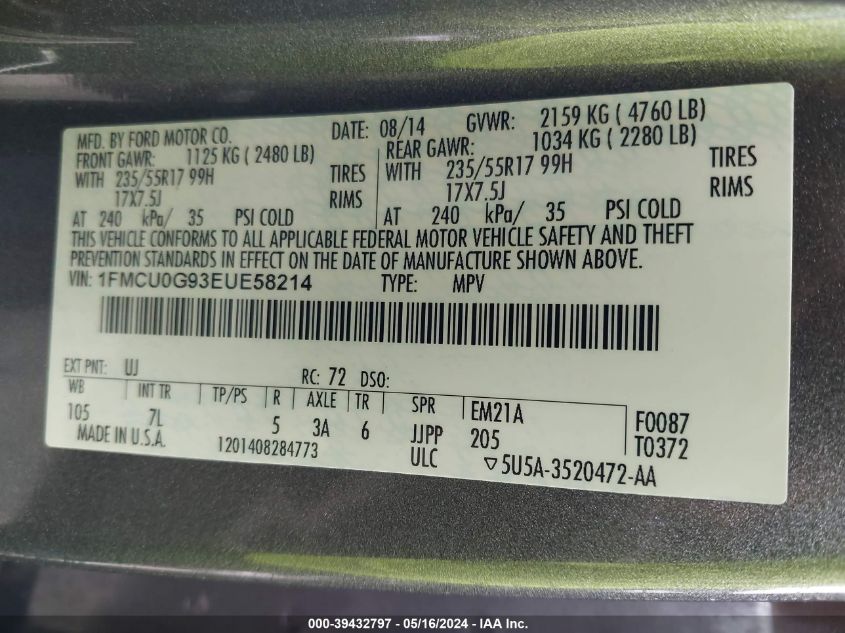 MFD. BY FORD MOTOR CO. DATE: 08/14 GVWR: 2159 KG ( 4760 LB)
FRONT GAWR: 1125 KG ( 2480 LB) REAR GAWR: 1034 KG ( 2280 LB)
WITH 235/55R17 99H TIRES WITH 235/55R17 99H TIRES
17X7.5J RIMS 17X7.5J RIMS
AT 240 kPa/ 35 PSI COLD AT 240 kPa/ 35 PSI COLD
THIS VEHICLE CONFORMS TO ALL APPLICABLE FEDERAL MOTOR VEHICLE SAFETY AND THEFT
PREVENTION STANDARDS IN EFFECT ON THE DATE OF MANUFACTURE SHOWN ABOVE.
VIN: 1FMCU0G93EUE58214 TYPE: MPV
EXT PNT: UJ RC: 72 DSO:
WB INT TR TP/PS R AXLE TR SPR EM21A F0087
105 7L 5 3A 6 JJPP 205 T0372
MADE IN U.S.A. 1201408284773 ULC ▽5U5A-3520472-AA
000-39432797 - 05/16/2024 - IAA Inc.